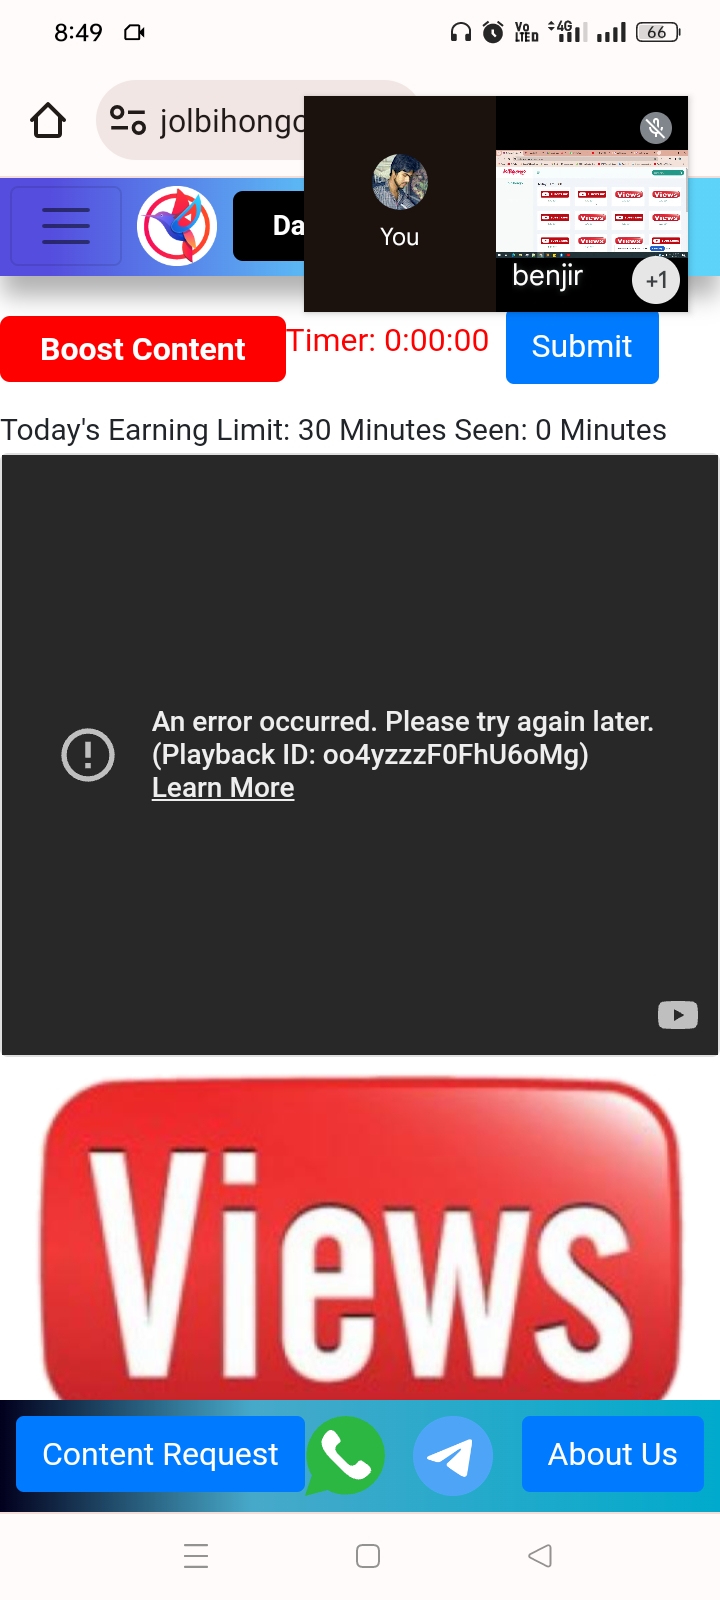 8:49
Vo
LTE D
4G
66
jolbihongo
Da
You
benjir
+1
Boost Content
Timer: 0:00:00
Submit
Today's Earning Limit: 30 Minutes Seen: 0 Minutes
An error occurred. Please try again later.
(Playback ID: oo4yzzzF0FhU6oMg)
Learn More
Views
Content Request
About Us